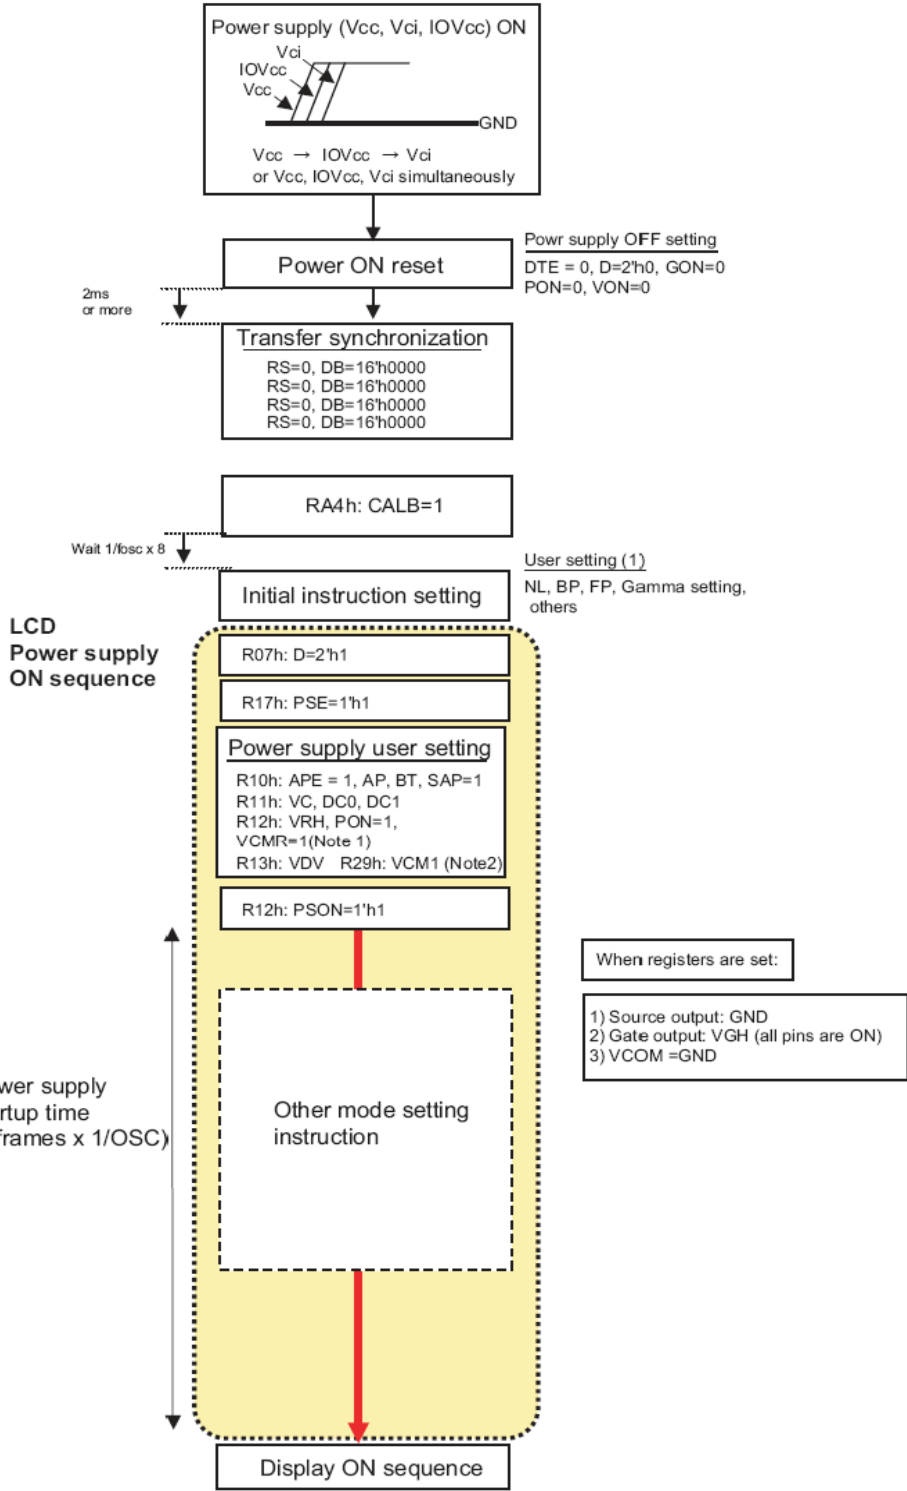 Power supply (Vcc, Vci, IOVcc) ON
Vci
IOVcc
Vcc
GND
Vcc → IOVcc → Vci
or Vcc, IOVcc, Vci simultaneously
Power ON reset
Powr supply OFF setting
DTE = 0, D=2'h0, GON=0
PON=0, VON=0
2ms
or more
Transfer synchronization
RS=0, DB=16'h0000
RS=0, DB=16'h0000
RS=0, DB=16'h0000
RS=0, DB=16'h0000
RA4h: CALB=1
Wait 1/fosc x 8
User setting (1)
NL, BP, FP, Gamma setting,
others
Initial instruction setting
LCD
Power supply
ON sequence
R07h: D=2'h1
R17h: PSE=1'h1
Power supply user setting
R10h: APE = 1, AP, BT, SAP=1
R11h: VC, DC0, DC1
R12h: VRH, PON=1,
VCMR=1(Note 1)
R13h: VDV R29h: VCM1 (Note2)
R12h: PSON=1'h1
When registers are set:
1) Source output: GND
2) Gate output: VGH (all pins are ON)
3) VCOM =GND
wer supply
rtup time
frames x 1/OSC)
Other mode setting
instruction
Display ON sequence